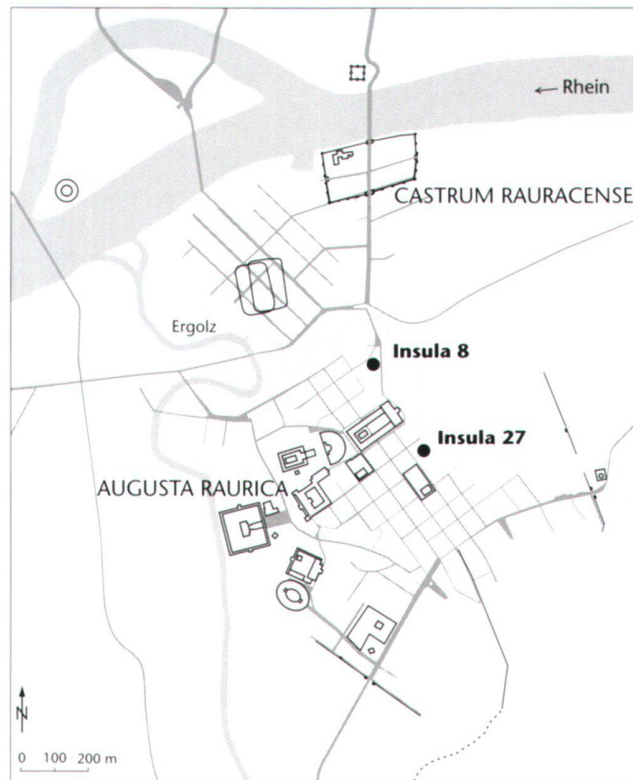 ← Rhein
CASTRUM RAURACENSE
Ergolz
Insula 8
Insula 27
AUGUSTA RAURICA
N
0 100 200 m